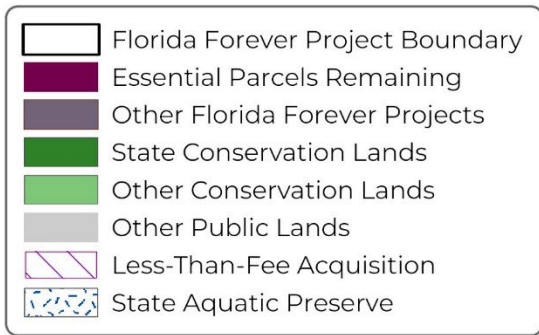 Florida Forever Project Boundary
Essential Parcels Remaining
Other Florida Forever Projects
State Conservation Lands
Other Conservation Lands
Other Public Lands
Less-Than-Fee Acquisition
State Aquatic Preserve